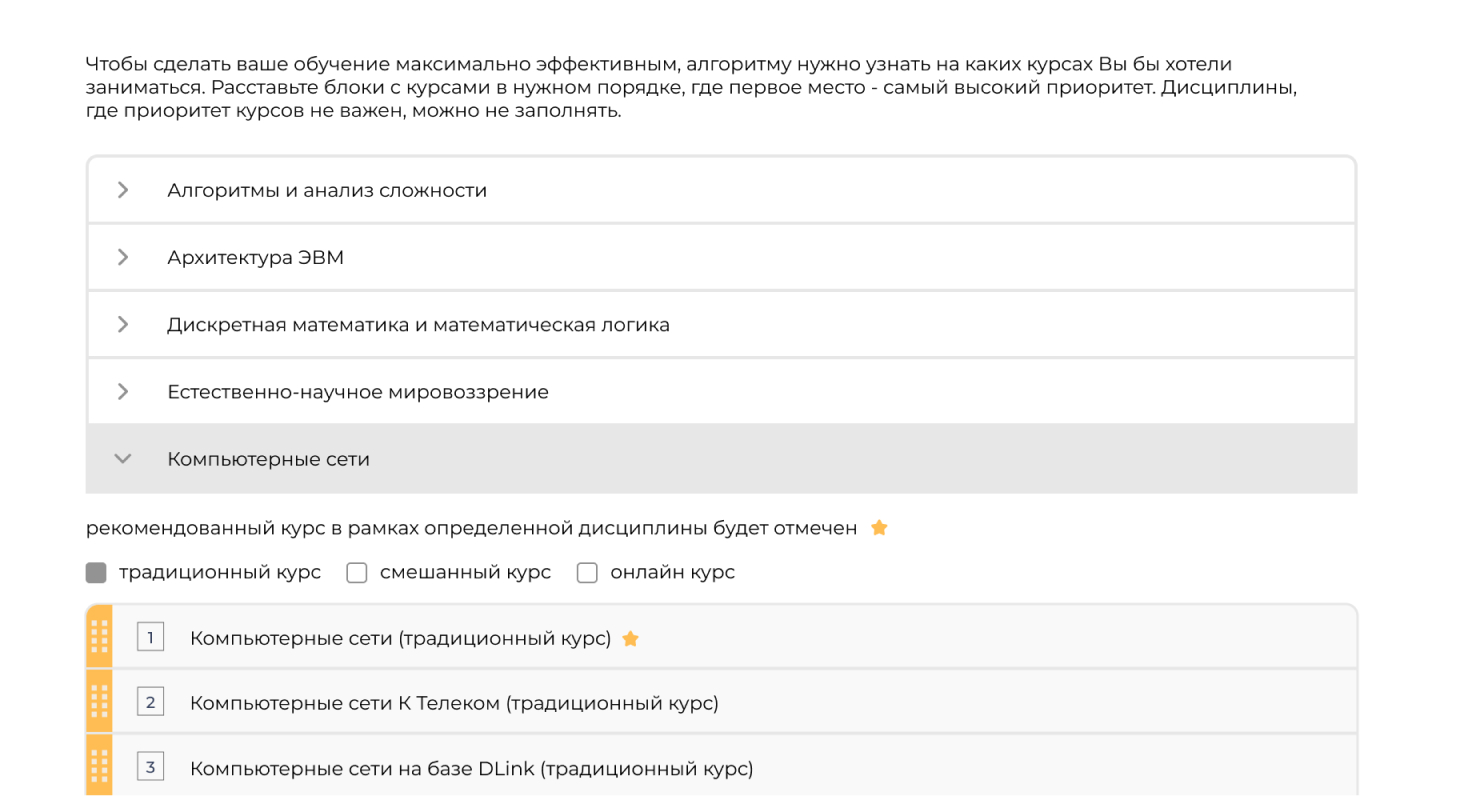 Чтобы сделать ваше обучение максимально эффективным, алгоритму нужно узнать на каких курсах Вы бы хотели
заниматься. Расставьте блоки с курсами в нужном порядке, где первое место - самый высокий приоритет. Дисциплины,
где приоритет курсов не важен, можно не заполнять.
Алгоритмы и анализ сложности
Архитектура ЭВМ
Дискретная математика и математическая логика
Естественно-научное мировоззрение
Компьютерные сети
рекомендованный курс в рамках определенной дисциплины будет отмечен
традиционный курс смешанный курс онлайн курс
1 Компьютерные сети (традиционный курс)
2 Компьютерные сети К Телеком (традиционный курс)
3 Компьютерные сети на базе DLink (традиционный курс)